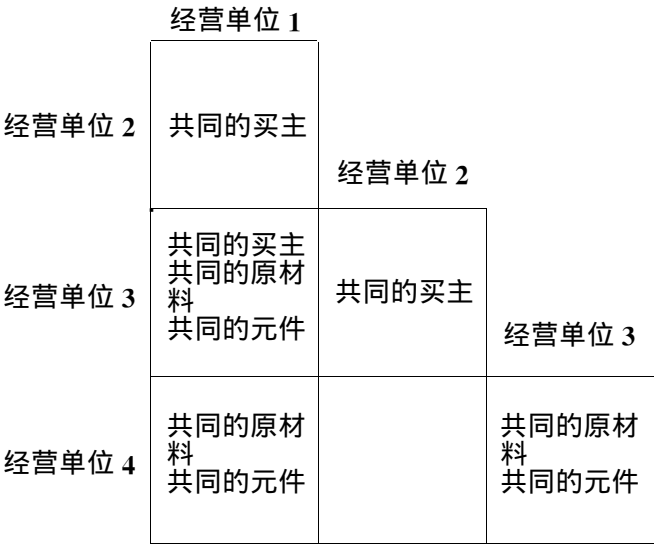 经营单位 1
经营单位 2
共同的买主
经营单位 2
经营单位 3
共同的买主
共同的原材
料
共同的元件
共同的买主
经营单位 3
经营单位 4
共同的原材
料
共同的元件
共同的原材
料
共同的元件